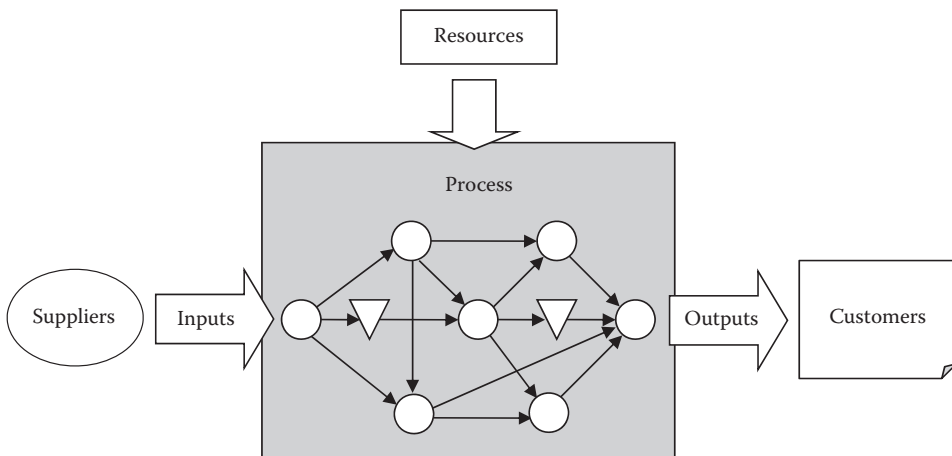 Resources
Process
Suppliers
Inputs
Outputs
Customers